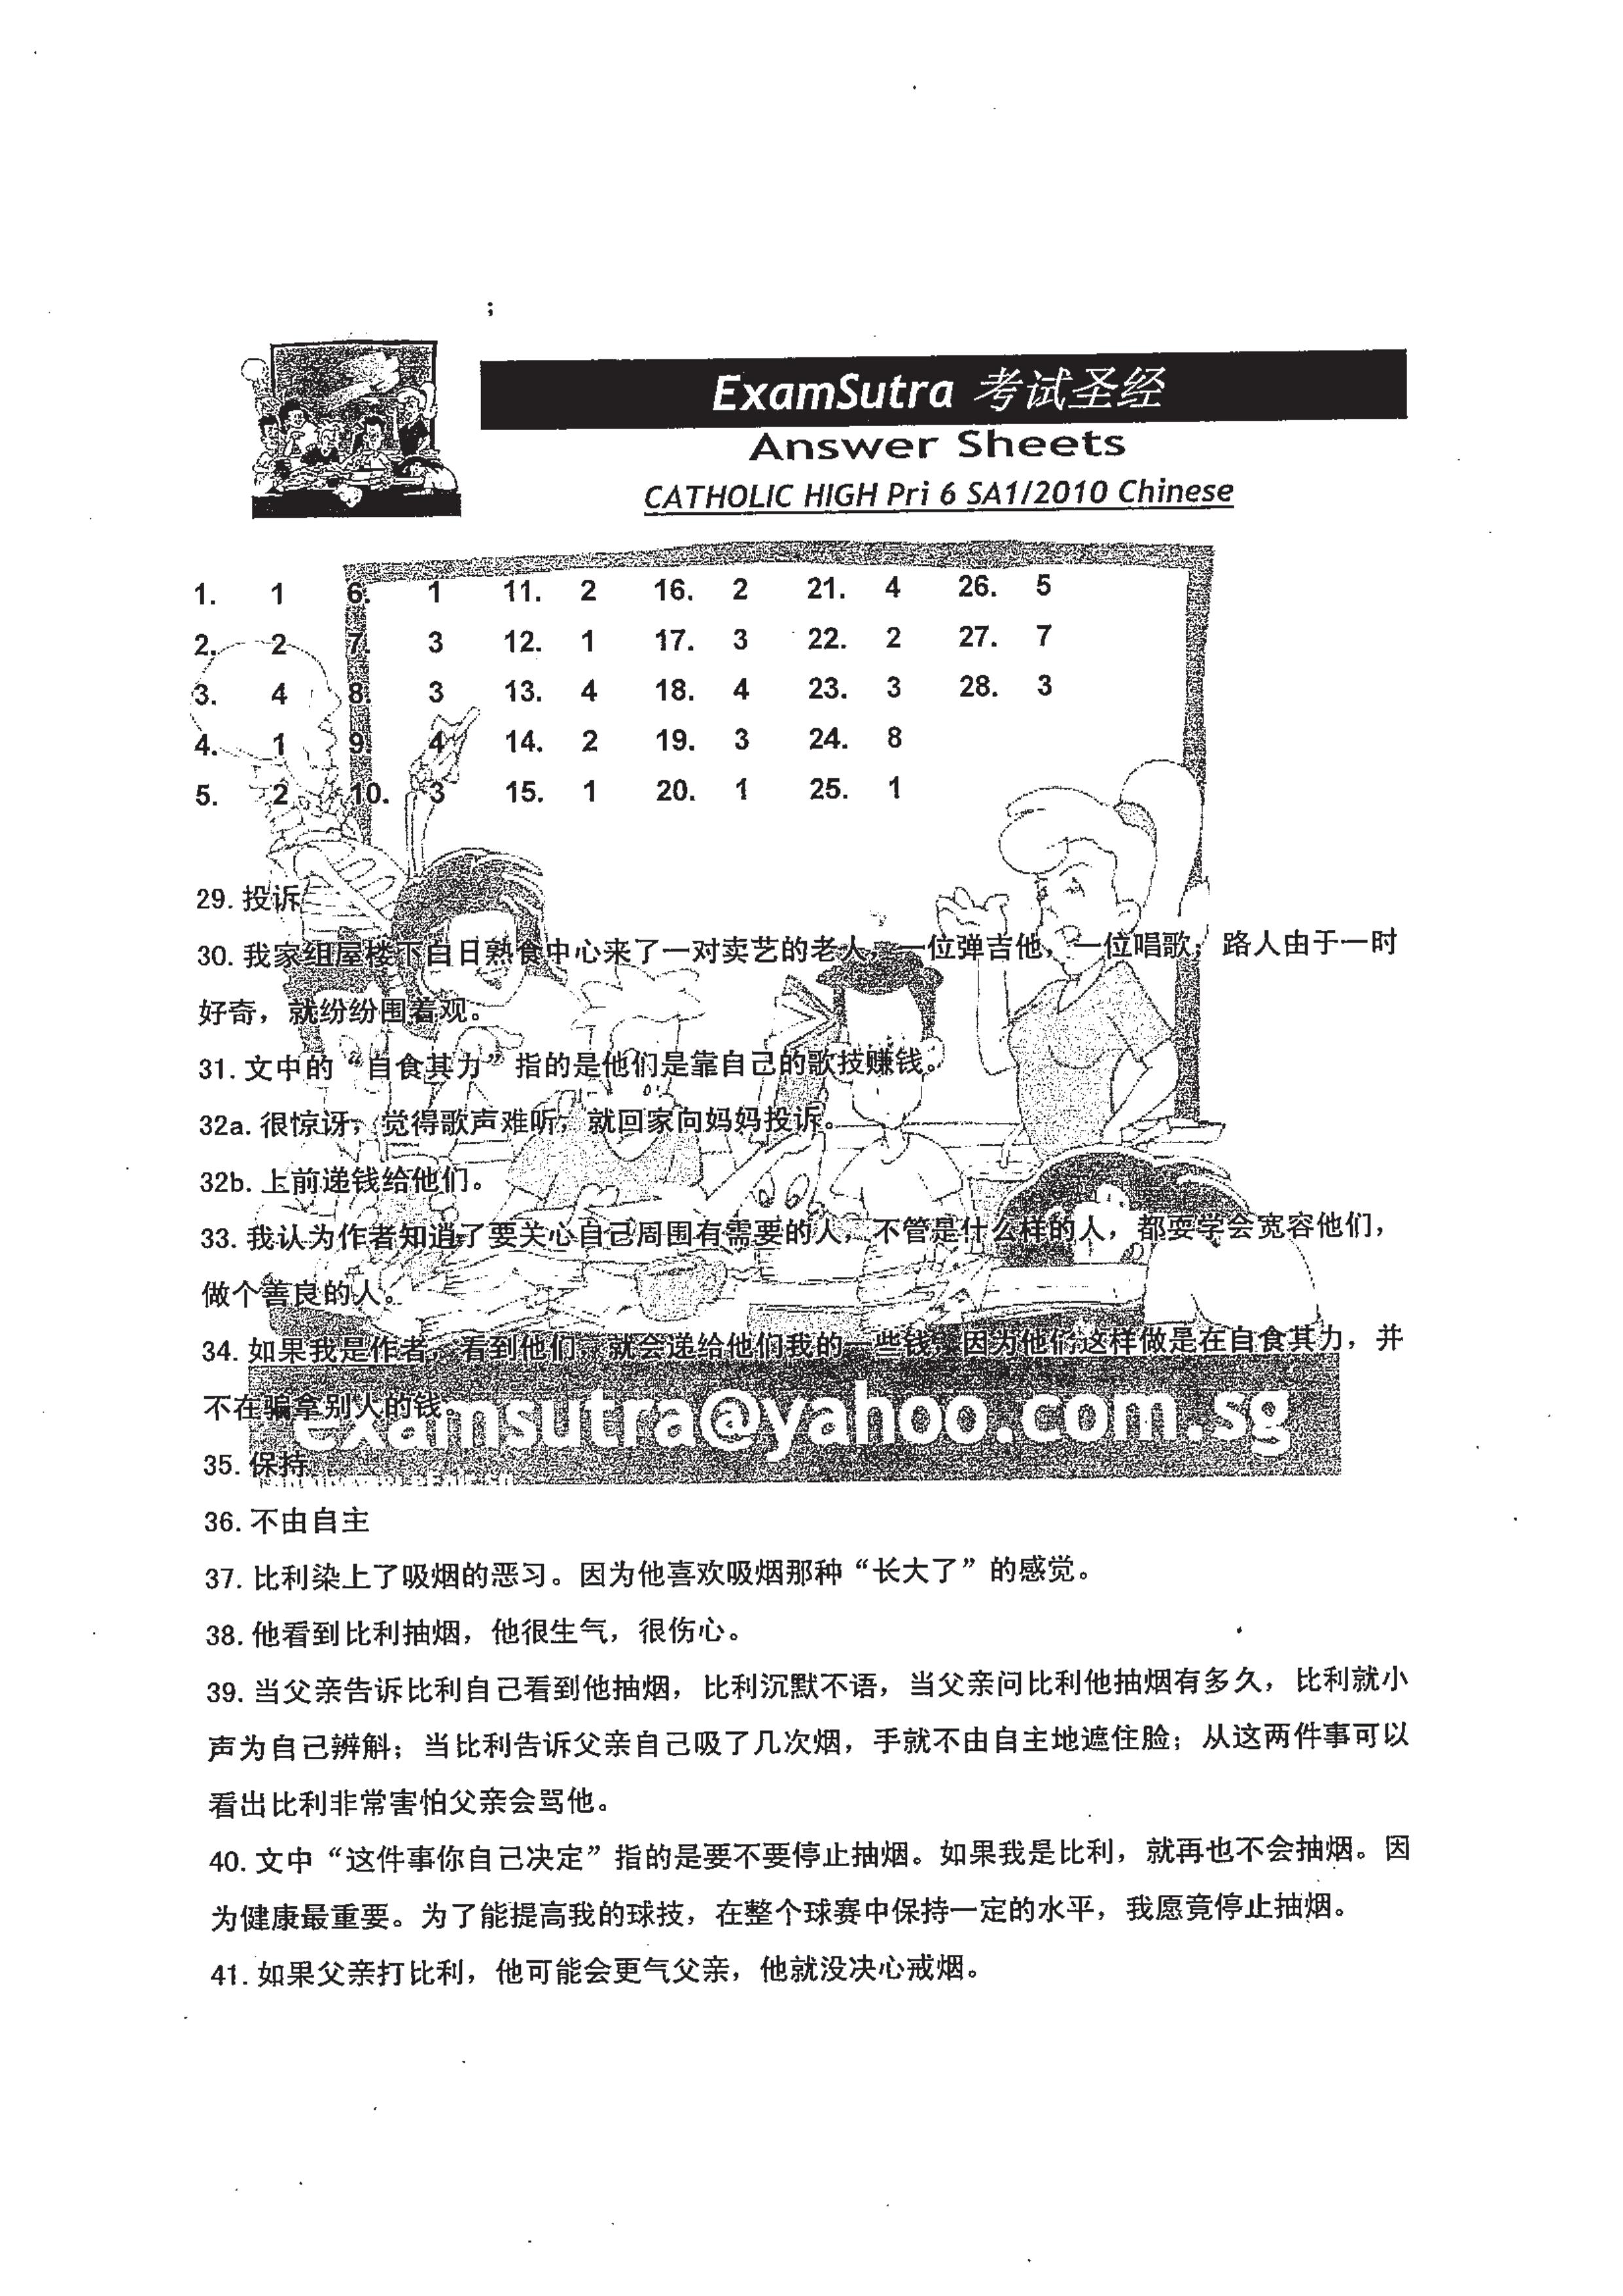 ExamSutra 考试圣经
Answer Sheets
CATHOLIC HIGH Pri 6 SA1/2010 Chinese
1. 1 6. 1 11. 2 16. 2 21. 4 26. 5
2. 2 7. 3 12. 1 17. 3 22. 2 27. 7
3. 4 8. 3 13. 4 18. 4 23. 3 28. 3
4. 1 9. 4 14. 2 19. 3 24. 8
5. 2 10. 3 15. 1 20. 1 25. 1
29. 投诉
30. 我家组屋楼下白日熟食中心来了一对卖艺的老人，一位弹吉他，一位唱歌；路人由于一时
好奇，就纷纷围着观。
31. 文中的“自食其力”指的是他们是靠自己的歌技赚钱。
32a. 很惊讶，觉得歌声难听，就回家向妈妈投诉。
32b. 上前递钱给他们。
33. 我认为作者知道了要关心自己周围有需要的人，不管是什么样的人，都要学会宽容他们，
做个善良的人。
34. 如果我是作者，看到他们，就会递给他们我的一些钱，因为他们这样做是在自食其力，并
不在骗拿别人的钱。
examsutra@yahoo.com.sg
35. 保持
36. 不由自主
37. 比利染上了吸烟的恶习。因为他喜欢吸烟那种“长大了”的感觉。
38. 他看到比利抽烟，他很生气，很伤心。
39. 当父亲告诉比利自己看到他抽烟，比利沉默不语，当父亲问比利他抽烟有多久，比利就小
声为自己辨斛；当比利告诉父亲自己吸了几次烟，手就不由自主地遮住脸；从这两件事可以
看出比利非常害怕父亲会骂他。
40. 文中“这件事你自己决定”指的是要不要停止抽烟。如果我是比利，就再也不会抽烟。因
为健康最重要。为了能提高我的球技，在整个球赛中保持一定的水平，我愿竟停止抽烟。
41. 如果父亲打比利，他可能会更气父亲，他就没决心戒烟。